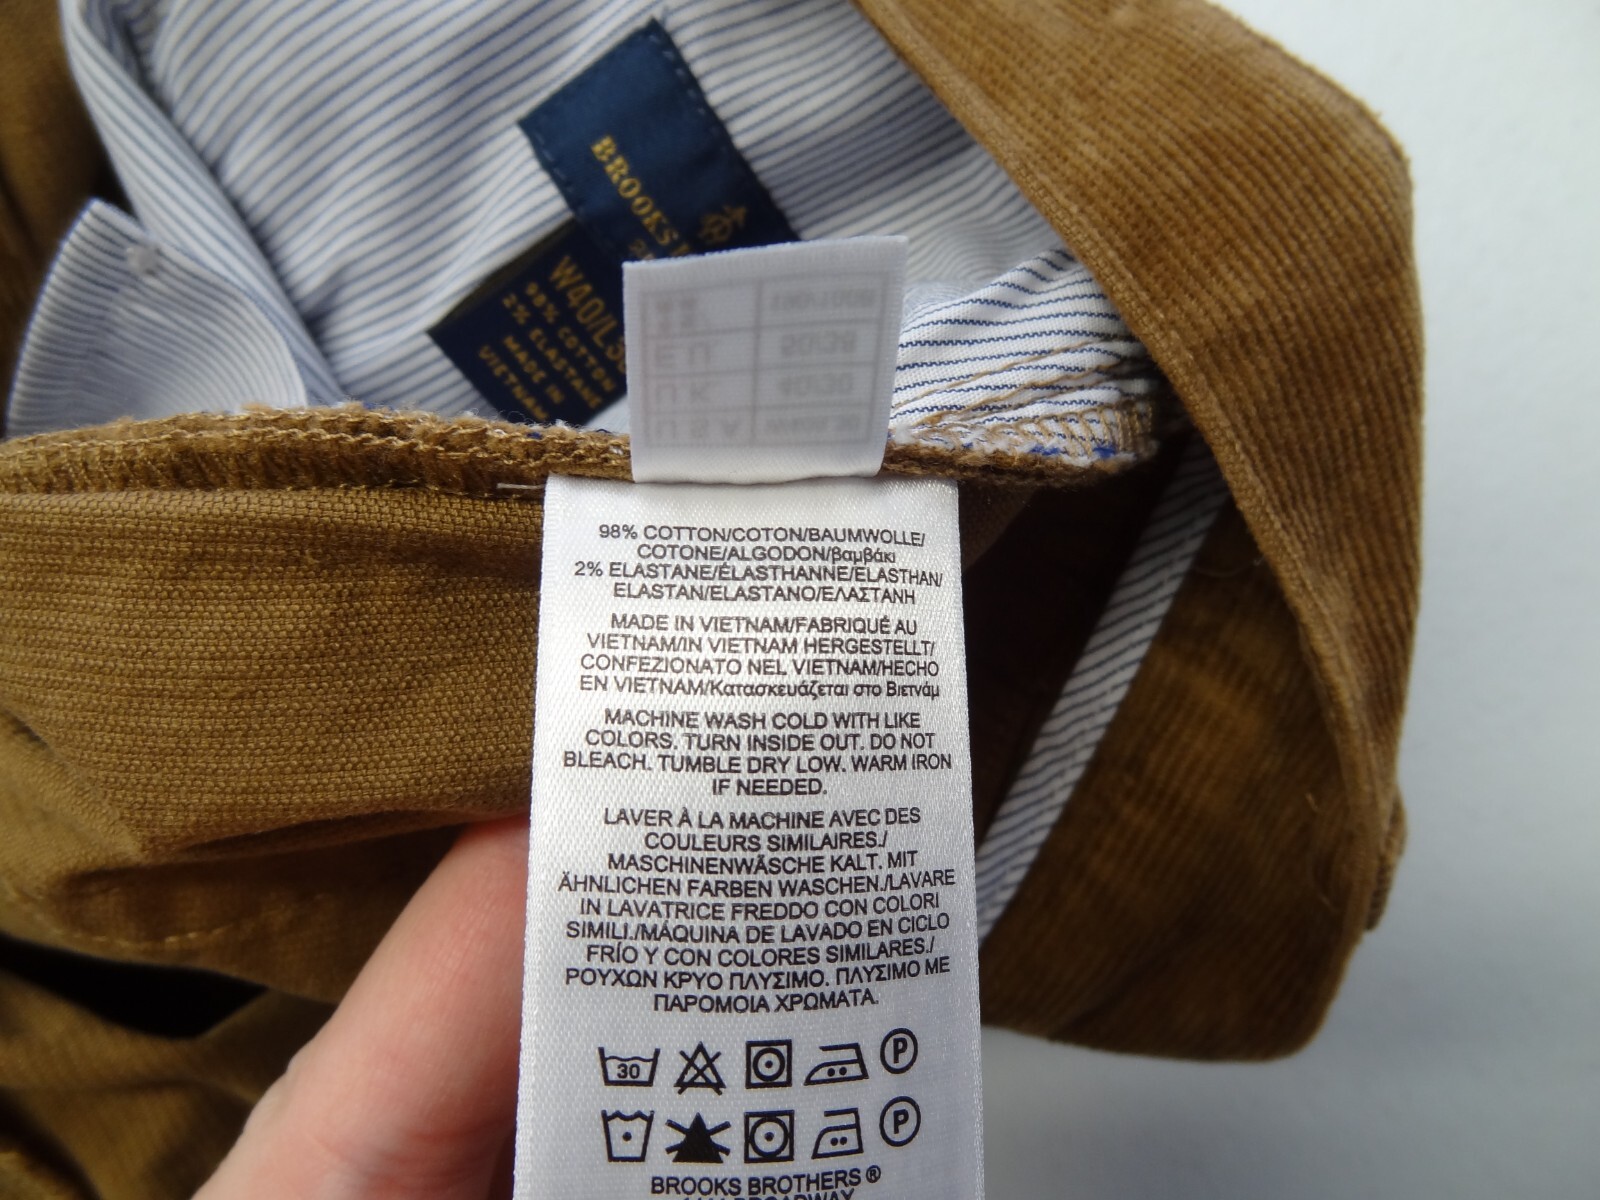 BROOKS
W40/L3
98% COTTON
2% ELASTANE
MADE IN
VIETNAM
98% COTTON/COTON/BAUMWOLLE/
COTONE/ALGODON/βαμβάκι
2% ELASTANE/ÉLASTHANNE/ELASTHAN/
ELASTAN/ELASTANO/ΕΛΑΣΤΑΝΗ
MADE IN VIETNAM/FABRIQUÉ AU
VIETNAM/IN VIETNAM HERGESTELLT/
CONFEZIONATO NEL VIETNAM/HECHO
EN VIETNAM/Κατασκευάζεται στο Βιετνάμ
MACHINE WASH COLD WITH LIKE
COLORS. TURN INSIDE OUT. DO NOT
BLEACH. TUMBLE DRY LOW. WARM IRON
IF NEEDED.
LAVER À LA MACHINE AVEC DES
COULEURS SIMILAIRES./
MASCHINENWÄSCHE KALT. MIT
ÄHNLICHEN FARBEN WASCHEN./LAVARE
IN LAVATRICE FREDDO CON COLORI
SIMILI./MÁQUINA DE LAVADO EN CICLO
FRÍO Y CON COLORES SIMILARES./
ΡΟΥΧΩΝ ΚΡΥΟ ΠΛΥΣΙΜΟ. ΠΛΥΣΙΜΟ ΜΕ
ΠΑΡΟΜΟΙΑ ΧΡΩΜΑΤΑ.
30 P
P
BROOKS BROTHERS ®
BROADWAY